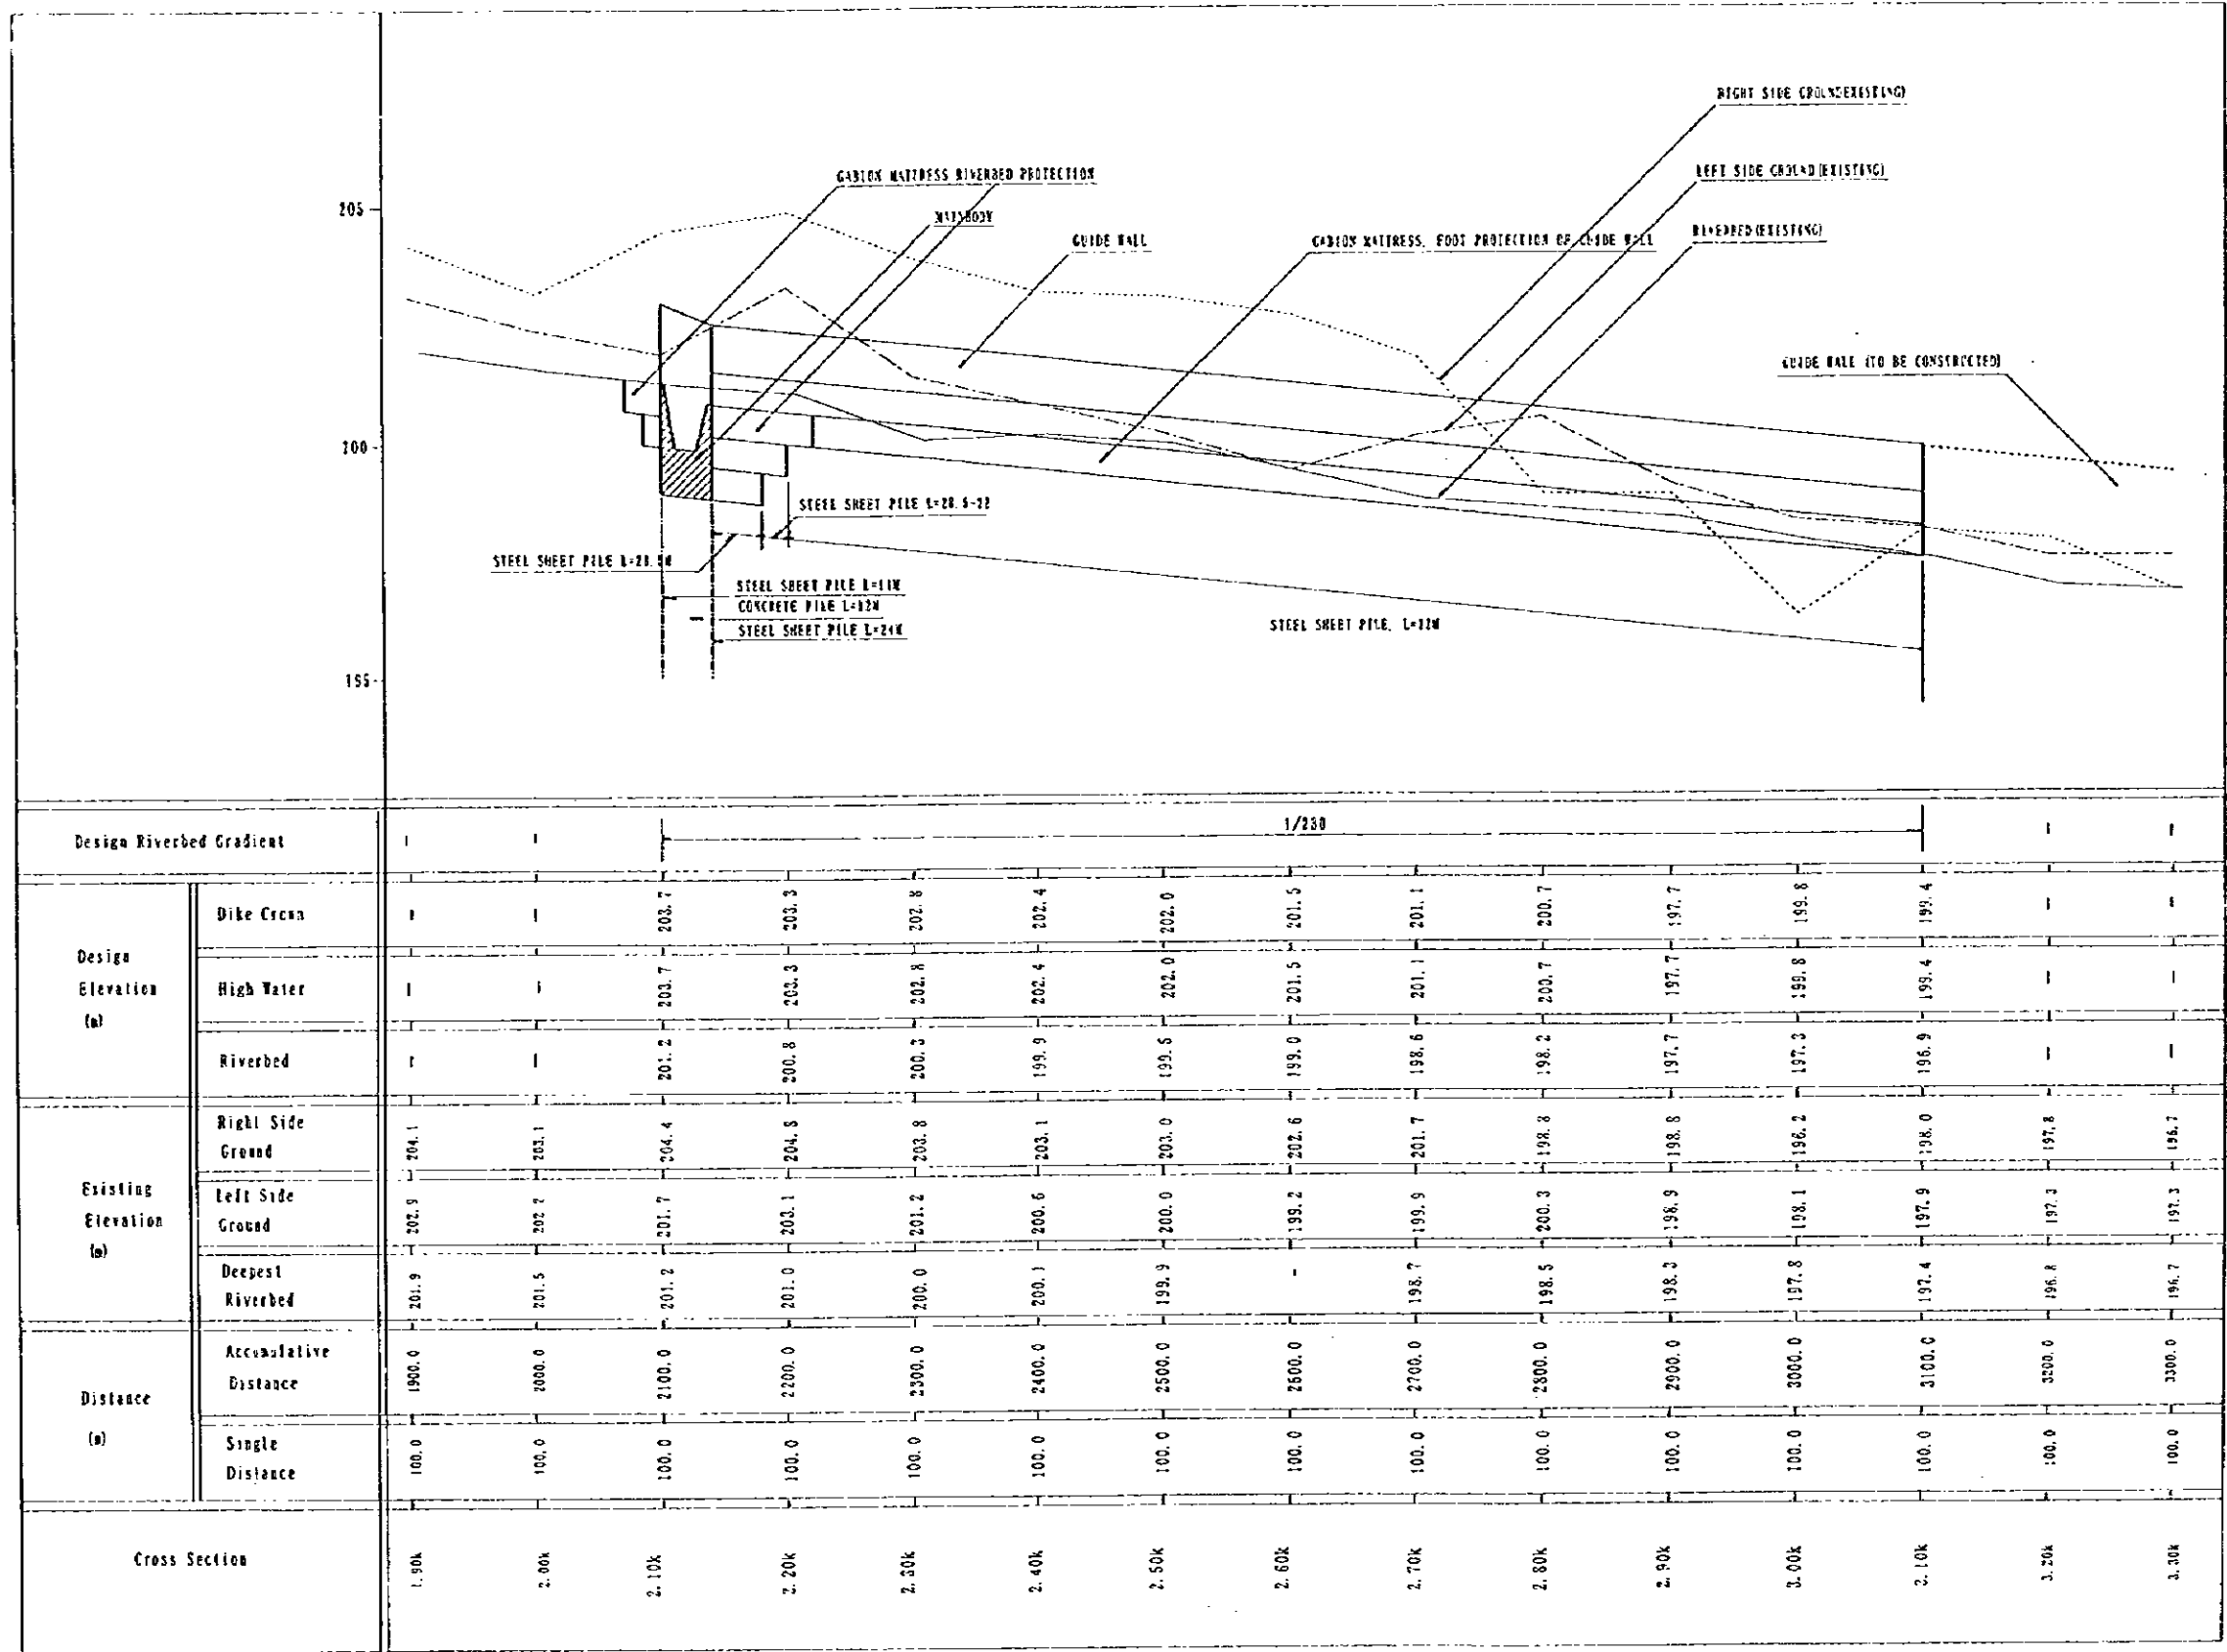 RIGHT SIDE GROUND(EXISTING)
GABION MATTRESS RIVERBED PROTECTION
LEFT SIDE GROUND(EXISTING)
205
GUIDE WALL
GABION MATTRESS, FOOT PROTECTION OF GUIDE WALL
RIVERBED(EXISTING)
GUIDE WALL (TO BE CONSTRUCTED)
200
STEEL SHEET PILE
STEEL SHEET PILE
STEEL SHEET PILE L=11M
CONCRETE PILE L=12M
STEEL SHEET PILE
STEEL SHEET PILE, L=12M
195
Design Riverbed Gradient - - 1/230 - -
Design
Elevation
(m)
Dike Crown - - 203.7 203.3 202.8 202.4 202.0 201.5 201.1 200.7 197.7 199.8 199.4 - -
High Water - - 203.7 203.3 202.8 202.4 202.0 201.5 201.1 200.7 197.7 199.8 199.4 - -
Riverbed - - 201.2 200.8 200.3 199.9 199.5 199.0 198.6 198.2 197.7 197.3 196.9 - -
Existing
Elevation
(m)
Right Side
Ground 204.1 203.1 204.4 204.8 203.8 203.1 203.0 202.6 201.7 198.8 198.8 196.2 198.0 197.8 196.7
Left Side
Ground 202.9 202.2 201.7 203.1 201.2 200.6 200.0 199.2 199.9 200.3 198.9 198.1 197.9 197.3 197.3
Deepest
Riverbed 201.9 201.5 201.2 201.0 200.0 200.1 199.9 - 198.7 198.5 198.3 197.8 197.4 196.8 196.7
Distance
(m)
Accumulative
Distance 1900.0 2000.0 2100.0 2200.0 2300.0 2400.0 2500.0 2600.0 2700.0 2800.0 2900.0 3000.0 3100.0 3200.0 3300.0
Single
Distance 100.0 100.0 100.0 100.0 100.0 100.0 100.0 100.0 100.0 100.0 100.0 100.0 100.0 100.0 100.0
Cross Section 1.90k 2.00k 2.10k 2.20k 2.30k 2.40k 2.50k 2.60k 2.70k 2.80k 2.90k 3.00k 3.10k 3.20k 3.30k